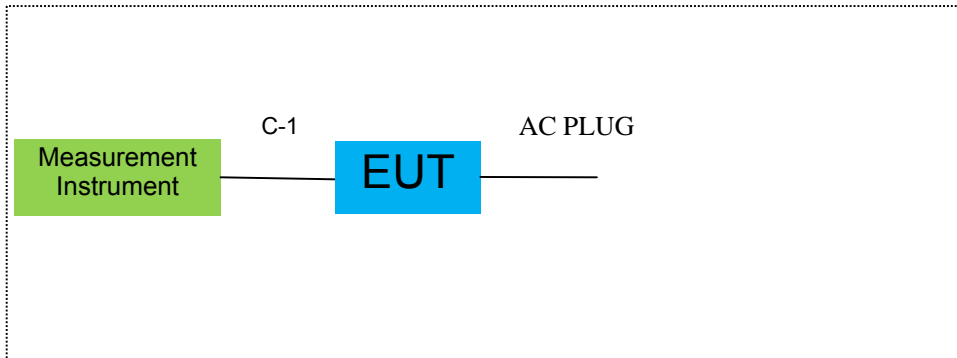 C-1
AC PLUG
Measurement
Instrument
EUT